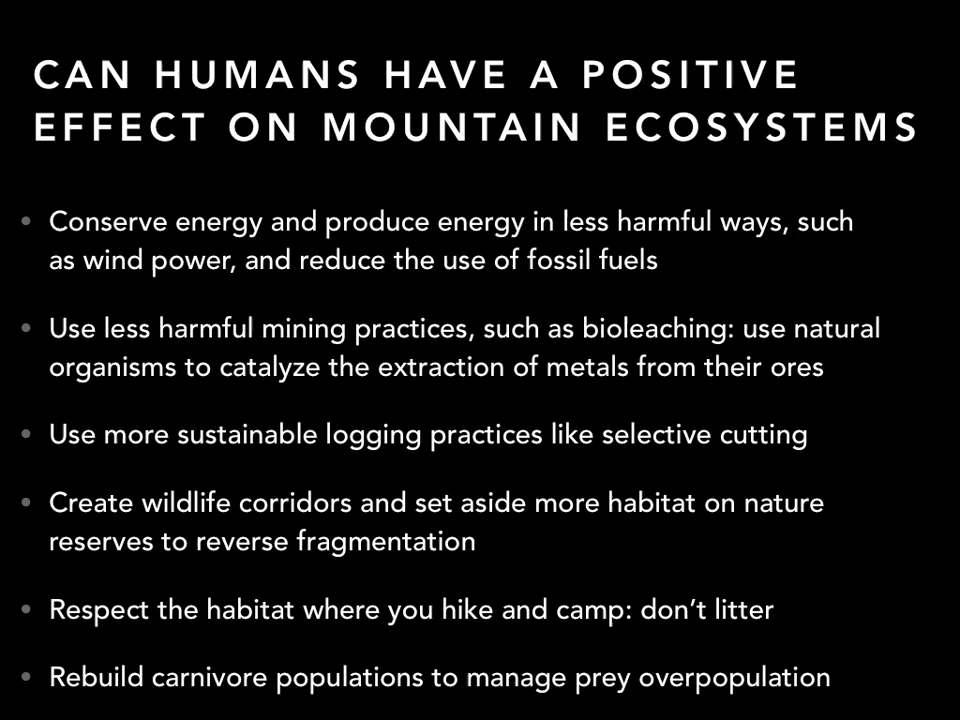 CAN HUMANS HAVE A POSITIVE
EFFECT ON MOUNTAIN ECOSYSTEMS
• Conserve energy and produce energy in less harmful ways, such
as wind power, and reduce the use of fossil fuels
• Use less harmful mining practices, such as bioleaching: use natural
organisms to catalyze the extraction of metals from their ores
• Use more sustainable logging practices like selective cutting
• Create wildlife corridors and set aside more habitat on nature
reserves to reverse fragmentation
• Respect the habitat where you hike and camp: don’t litter
• Rebuild carnivore populations to manage prey overpopulation